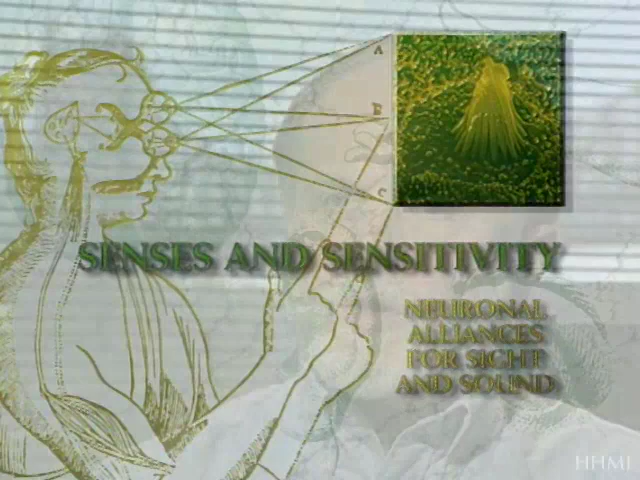 A
B
C
SENSES AND SENSITIVITY
NEURONAL
ALLIANCES
FOR SIGHT
AND SOUND
HHMI